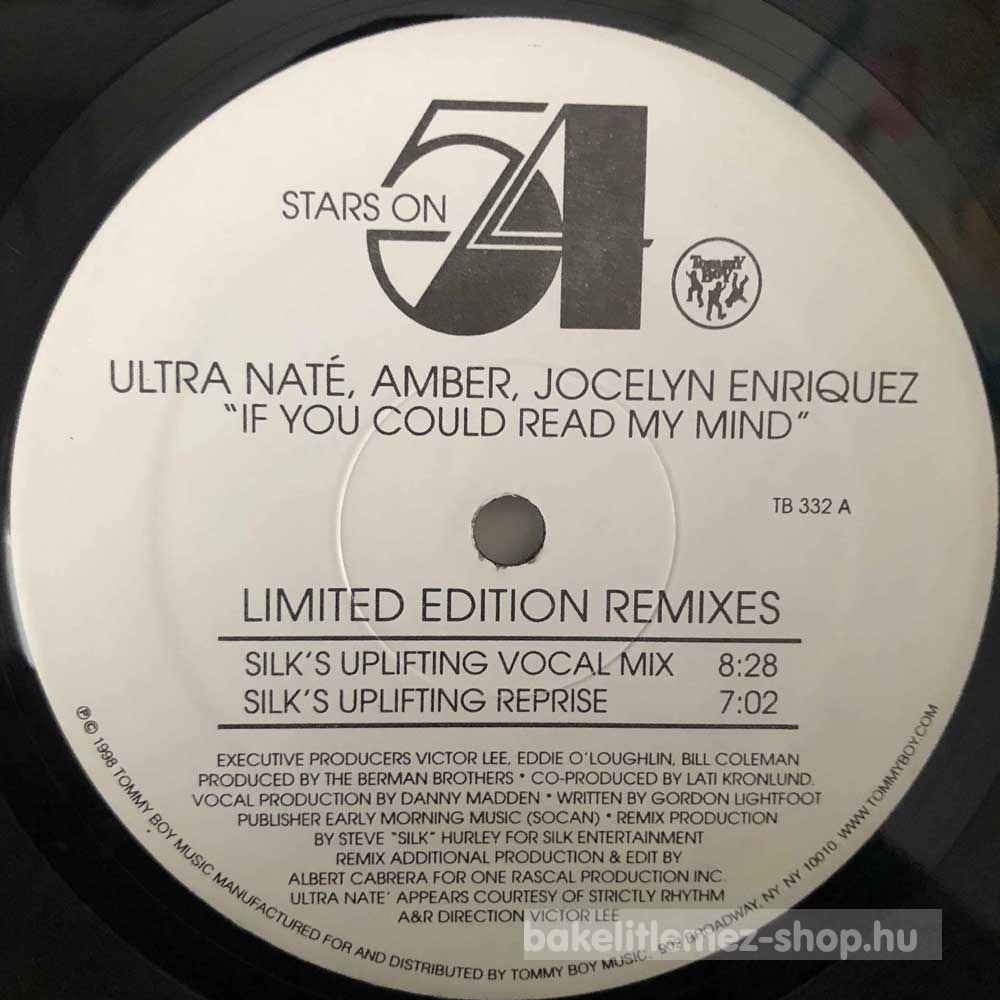 STARS ON 54
TOMMY BOY
ULTRA NATÉ, AMBER, JOCELYN ENRIQUEZ
“IF YOU COULD READ MY MIND”
TB 332 A
LIMITED EDITION REMIXES
SILK'S UPLIFTING VOCAL MIX 8:28
SILK'S UPLIFTING REPRISE 7:02
EXECUTIVE PRODUCERS VICTOR LEE, EDDIE O'LOUGHLIN, BILL COLEMAN
PRODUCED BY THE BERMAN BROTHERS • CO-PRODUCED BY LATI KRONLUND.
VOCAL PRODUCTION BY DANNY MADDEN • WRITTEN BY GORDON LIGHTFOOT
PUBLISHER EARLY MORNING MUSIC (SOCAN) • REMIX PRODUCTION
BY STEVE "SILK" HURLEY FOR SILK ENTERTAINMENT
REMIX ADDITIONAL PRODUCTION & EDIT BY
ALBERT CABRERA FOR ONE RASCAL PRODUCTION INC.
ULTRA NATE' APPEARS COURTESY OF STRICTLY RHYTHM
A&R DIRECTION VICTOR LEE
℗ © 1998 TOMMY BOY MUSIC MANUFACTURED FOR AND DISTRIBUTED BY TOMMY BOY MUSIC. BROADWAY, NY, NY 10010. WWW.TOMMYBOY.COM
bakelitlemez-shop.hu